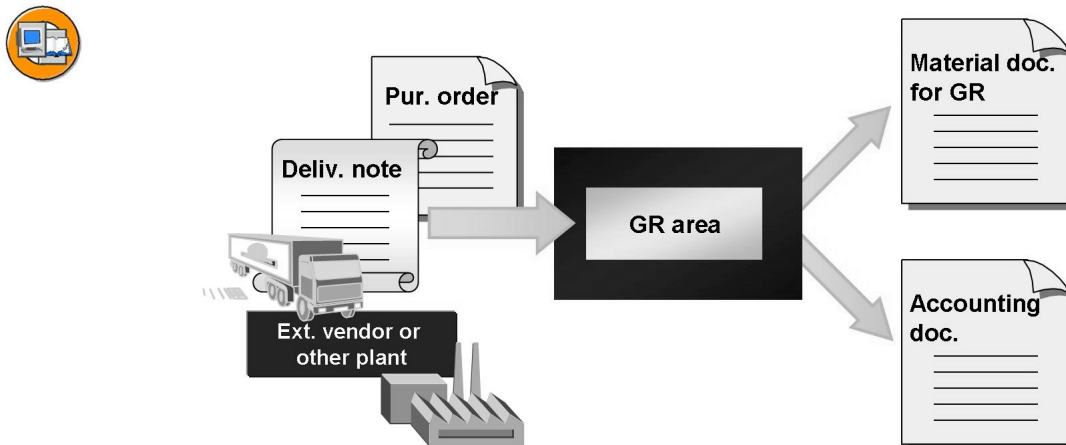 Pur. order
Deliv. note
Ext. vendor or
other plant
GR area
Material doc.
for GR
Accounting
doc.